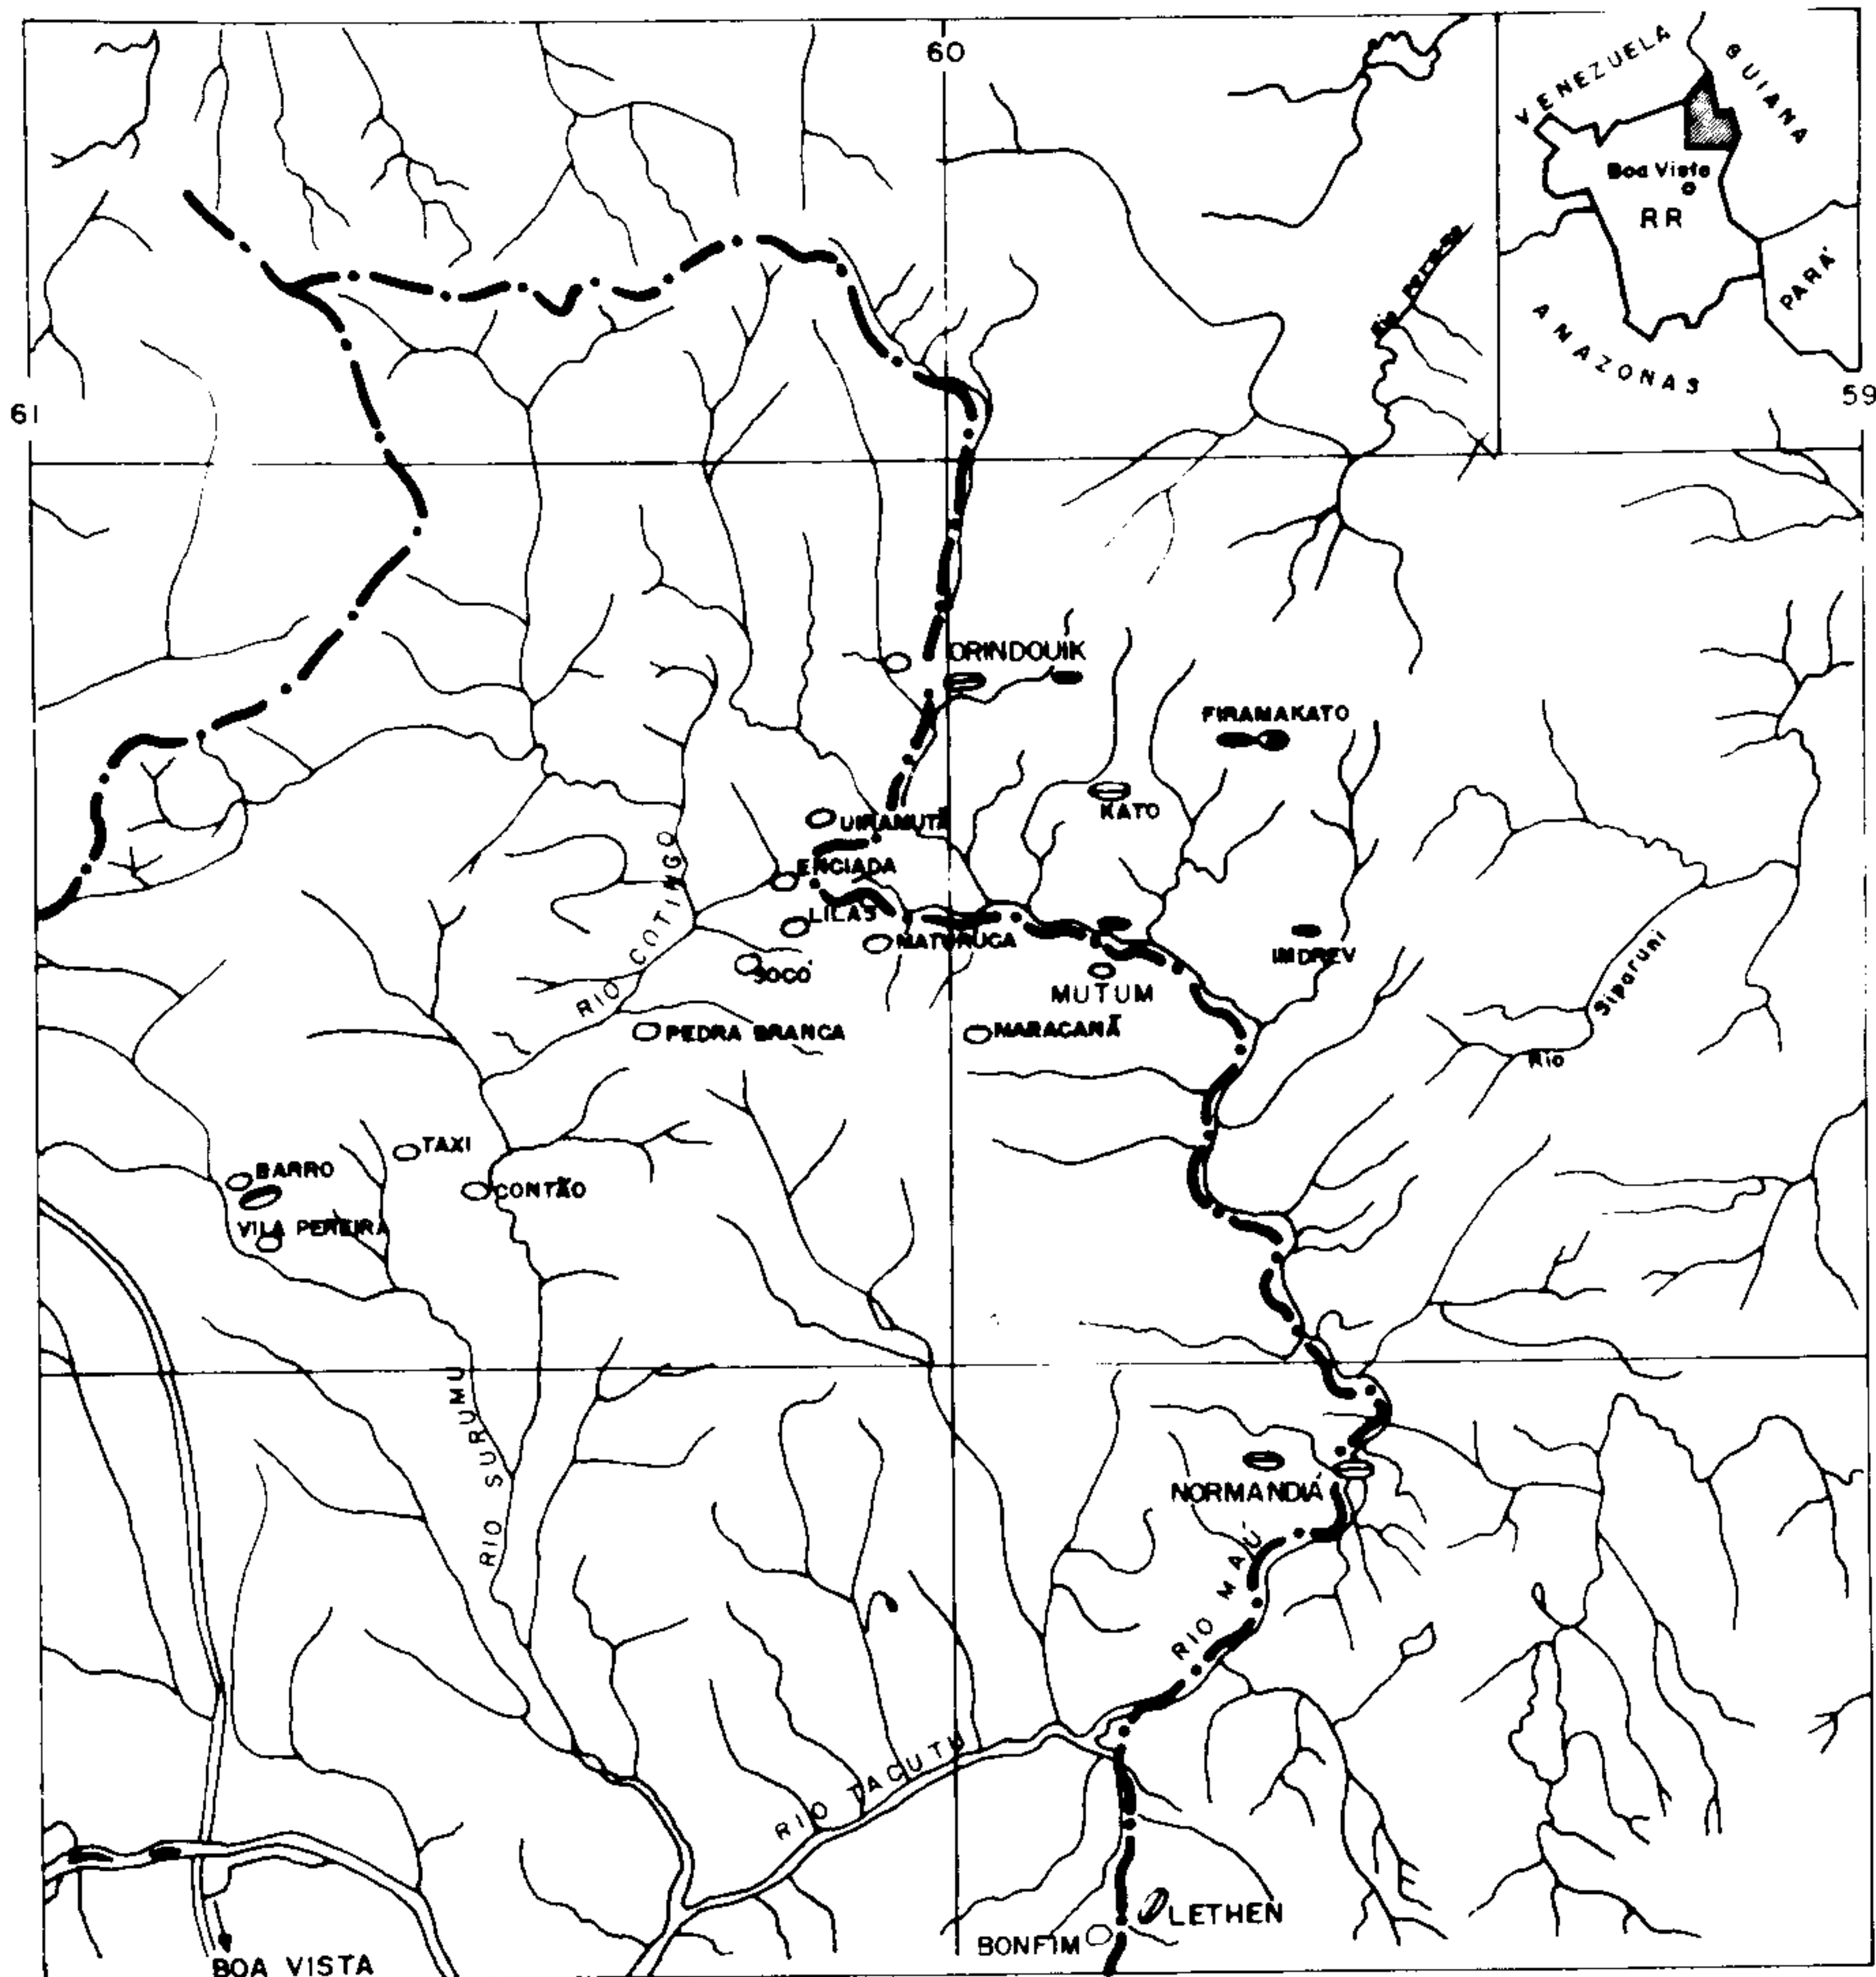 60
VENEZUELA
GUIANA
Boa Vista
RR
PARÁ
AMAZONAS
61
59
ORINDOUIK
FIRAMAKATO
KATO
UIRAMUTÃ
ENCIADA
RIO COTINGO
LILAS
MATURUCA
SOCÓ
IMDREV
MUTUM
Rio Siparuni
PEDRA BRANCA
MARACANÃ
TAXI
BARRO
CONTÃO
VILA PEREIRA
RIO SURUMU
NORMANDIÁ
RIO MAÚ
RIO TACUTU
LETHEN
BONFIM
BOA VISTA